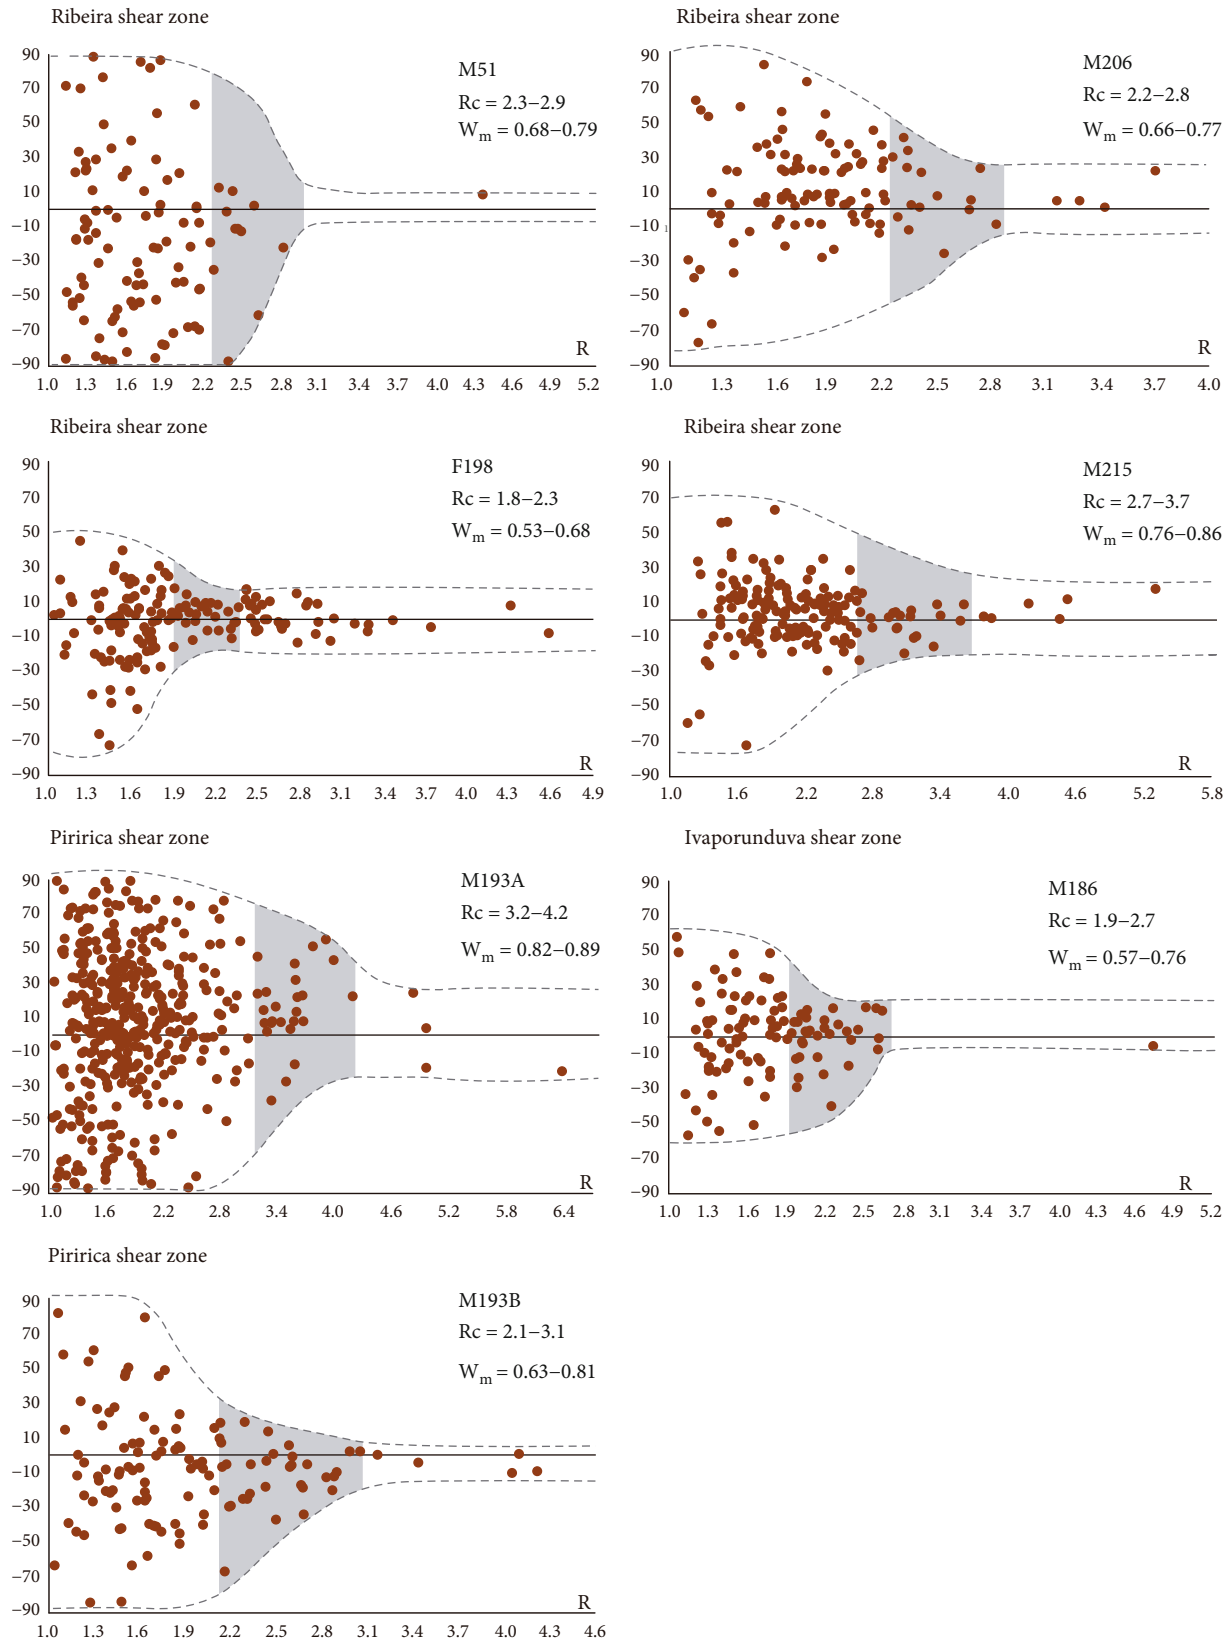 Ribeira shear zone
M51
Rc = 2.3–2.9
Wm = 0.68–0.79
90
70
50
30
10
−10
−30
−50
−70
−90
R
1.0 1.3 1.6 1.9 2.2 2.5 2.8 3.1 3.4 4.0 4.3 4.6 4.9 5.2
Ribeira shear zone
M206
Rc = 2.2–2.8
Wm = 0.66–0.77
90
70
50
30
10
−10
−30
−50
−70
−90
R
1.0 1.3 1.6 1.9 2.2 2.5 2.8 3.1 3.4 3.7 4.0
Ribeira shear zone
F198
Rc = 1.8–2.3
Wm = 0.53–0.68
90
70
50
30
10
−10
−30
−50
−70
−90
R
1.0 1.3 1.6 1.9 2.2 2.5 2.8 3.1 3.4 3.7 4.0 4.3 4.6 4.9
Ribeira shear zone
M215
Rc = 2.7–3.7
Wm = 0.76–0.86
90
70
50
30
10
−10
−30
−50
−70
−90
R
1.0 1.6 2.2 2.8 3.4 4.0 4.6 5.2 5.8
Piririca shear zone
M193A
Rc = 3.2–4.2
Wm = 0.82–0.89
90
70
50
30
10
−10
−30
−50
−70
−90
R
1.0 1.6 2.2 2.8 3.4 4.0 4.6 5.2 5.8 6.4
Ivaporunduva shear zone
M186
Rc = 1.9–2.7
Wm = 0.57–0.76
90
70
50
30
10
−10
−30
−50
−70
−90
R
1.0 1.3 1.6 1.9 2.2 2.5 2.8 3.1 3.4 3.7 4.0 4.3 4.6 4.9 5.2
Piririca shear zone
M193B
Rc = 2.1–3.1
Wm = 0.63–0.81
90
70
50
30
10
−10
−30
−50
−70
−90
R
1.0 1.3 1.6 1.9 2.2 2.5 2.8 3.1 3.4 3.7 4.0 4.3 4.6